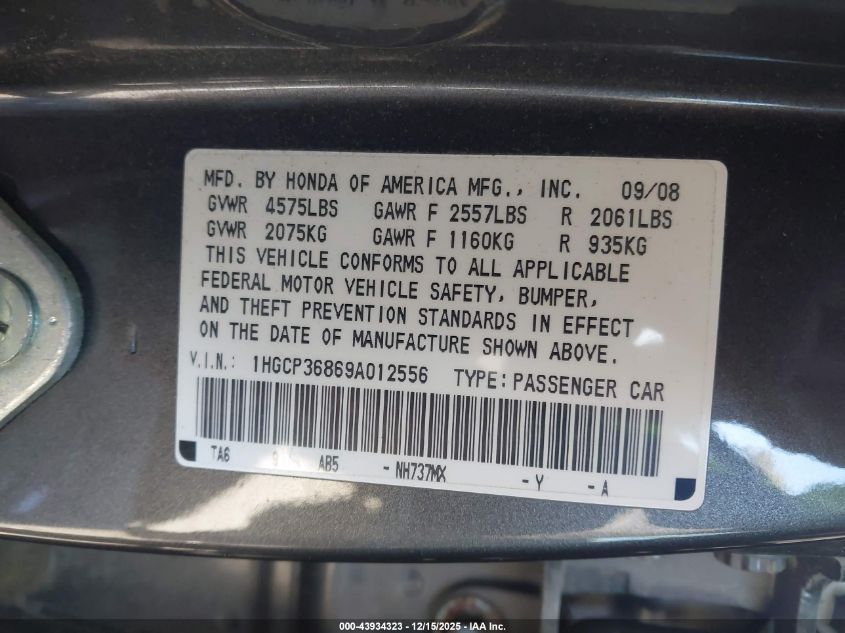 MFD. BY HONDA OF AMERICA MFG., INC. 09/08
GVWR 4575LBS GAWR F 2557LBS R 2061LBS
GVWR 2075KG GAWR F 1160KG R 935KG
THIS VEHICLE CONFORMS TO ALL APPLICABLE
FEDERAL MOTOR VEHICLE SAFETY, BUMPER,
AND THEFT PREVENTION STANDARDS IN EFFECT
ON THE DATE OF MANUFACTURE SHOWN ABOVE.
V.I.N.: 1HGCP36869A012556 TYPE: PASSENGER CAR
TA6 9 AB5 - NH737MX - Y - A
000-43934323 - 12/15/2025 - IAA Inc.